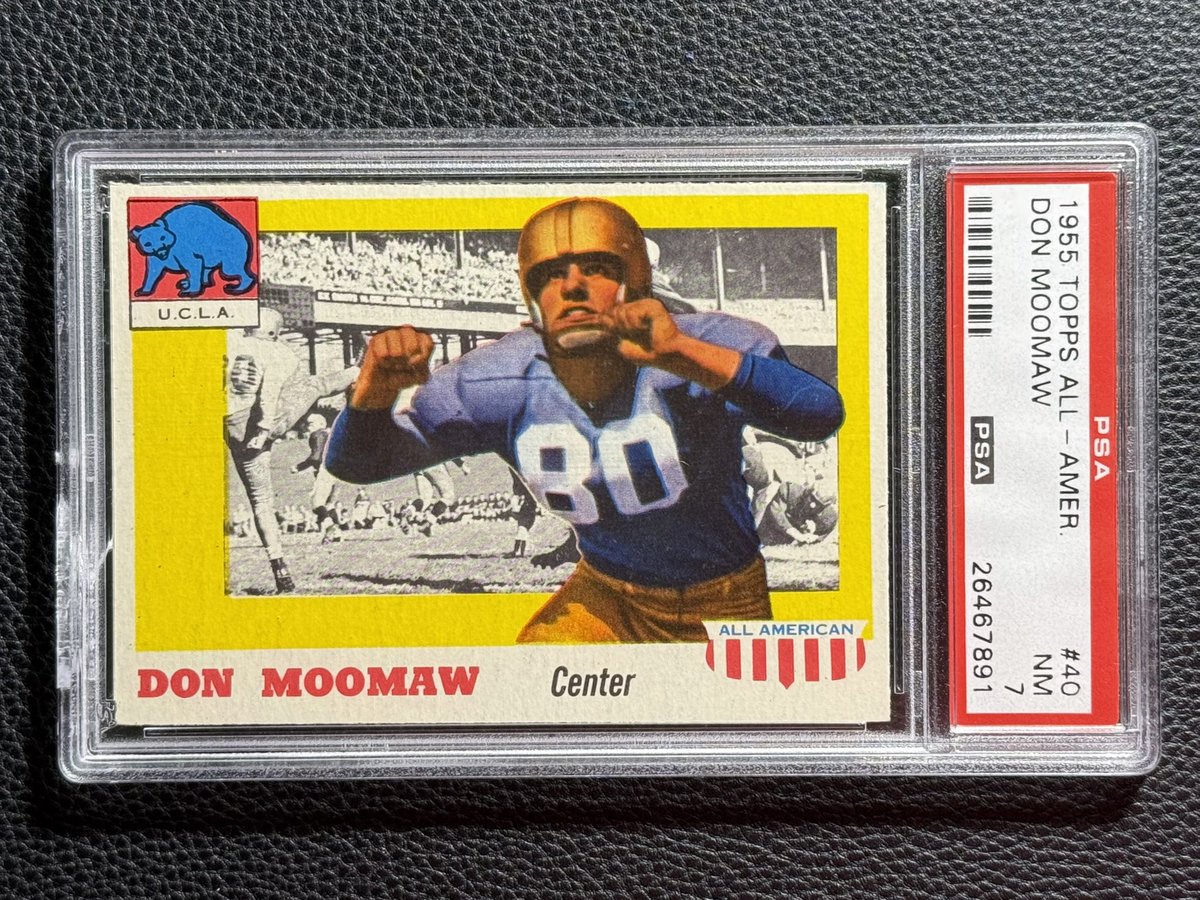 U.C.L.A.
80
ALL AMERICAN
DON MOOMAW
Center
PSA
1955 TOPPS ALL - AMER.
#40
DON MOOMAW
NM
7
PSA
26467891